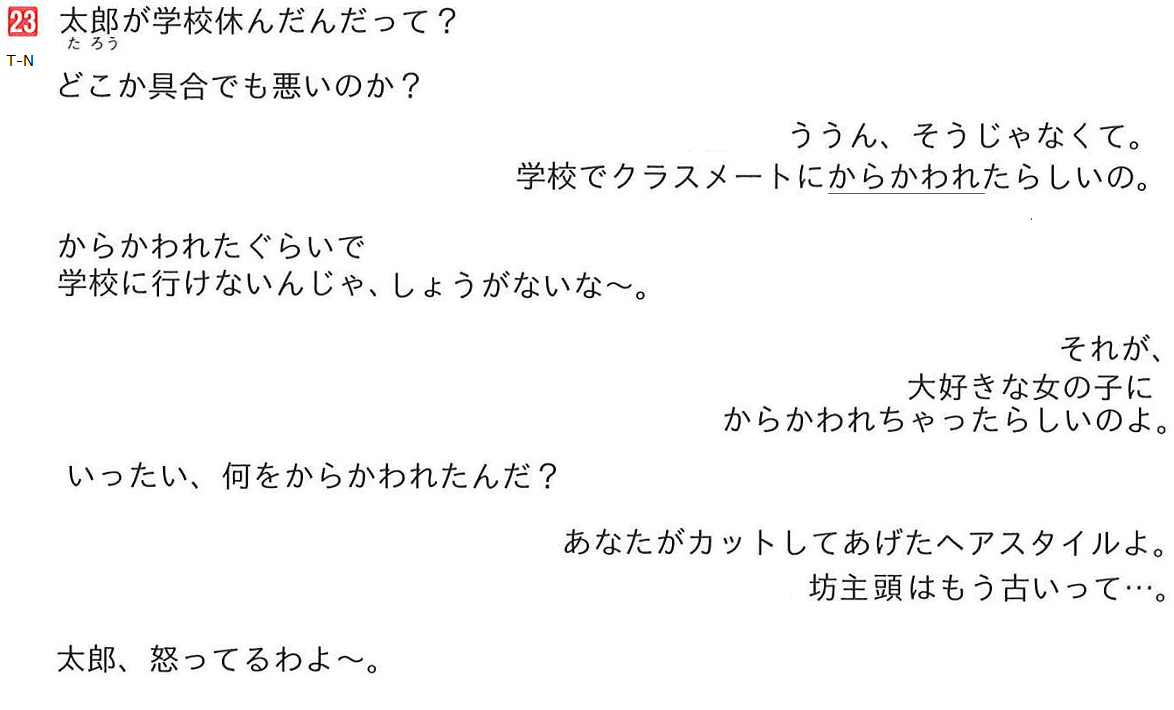 23 太郎が学校休んだんだって？
た ろう
T-N
どこか具合でも悪いのか？
ううん、そうじゃなくて。
学校でクラスメートにからかわれたらしいの。
からかわれたぐらいで
学校に行けないんじゃ、しょうがないな～。
それが、
大好きな女の子に
からかわれちゃったらしいのよ。
いったい、何をからかわれたんだ？
あなたがカットしてあげたヘアスタイルよ。
坊主頭はもう古いって…。
太郎、怒ってるわよ～。